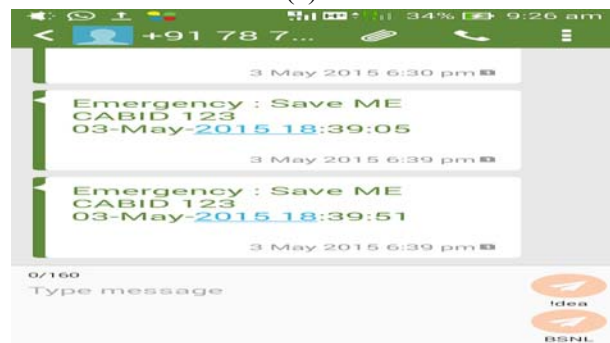 34% 9:26 am
+91 78 7...
3 May 2015 6:30 pm
Emergency : Save ME
CABID 123
03-May-2015 18:39:05
3 May 2015 6:39 pm
Emergency : Save ME
CABID 123
03-May-2015 18:39:51
3 May 2015 6:39 pm
0/160
Type message
!dea
BSNL